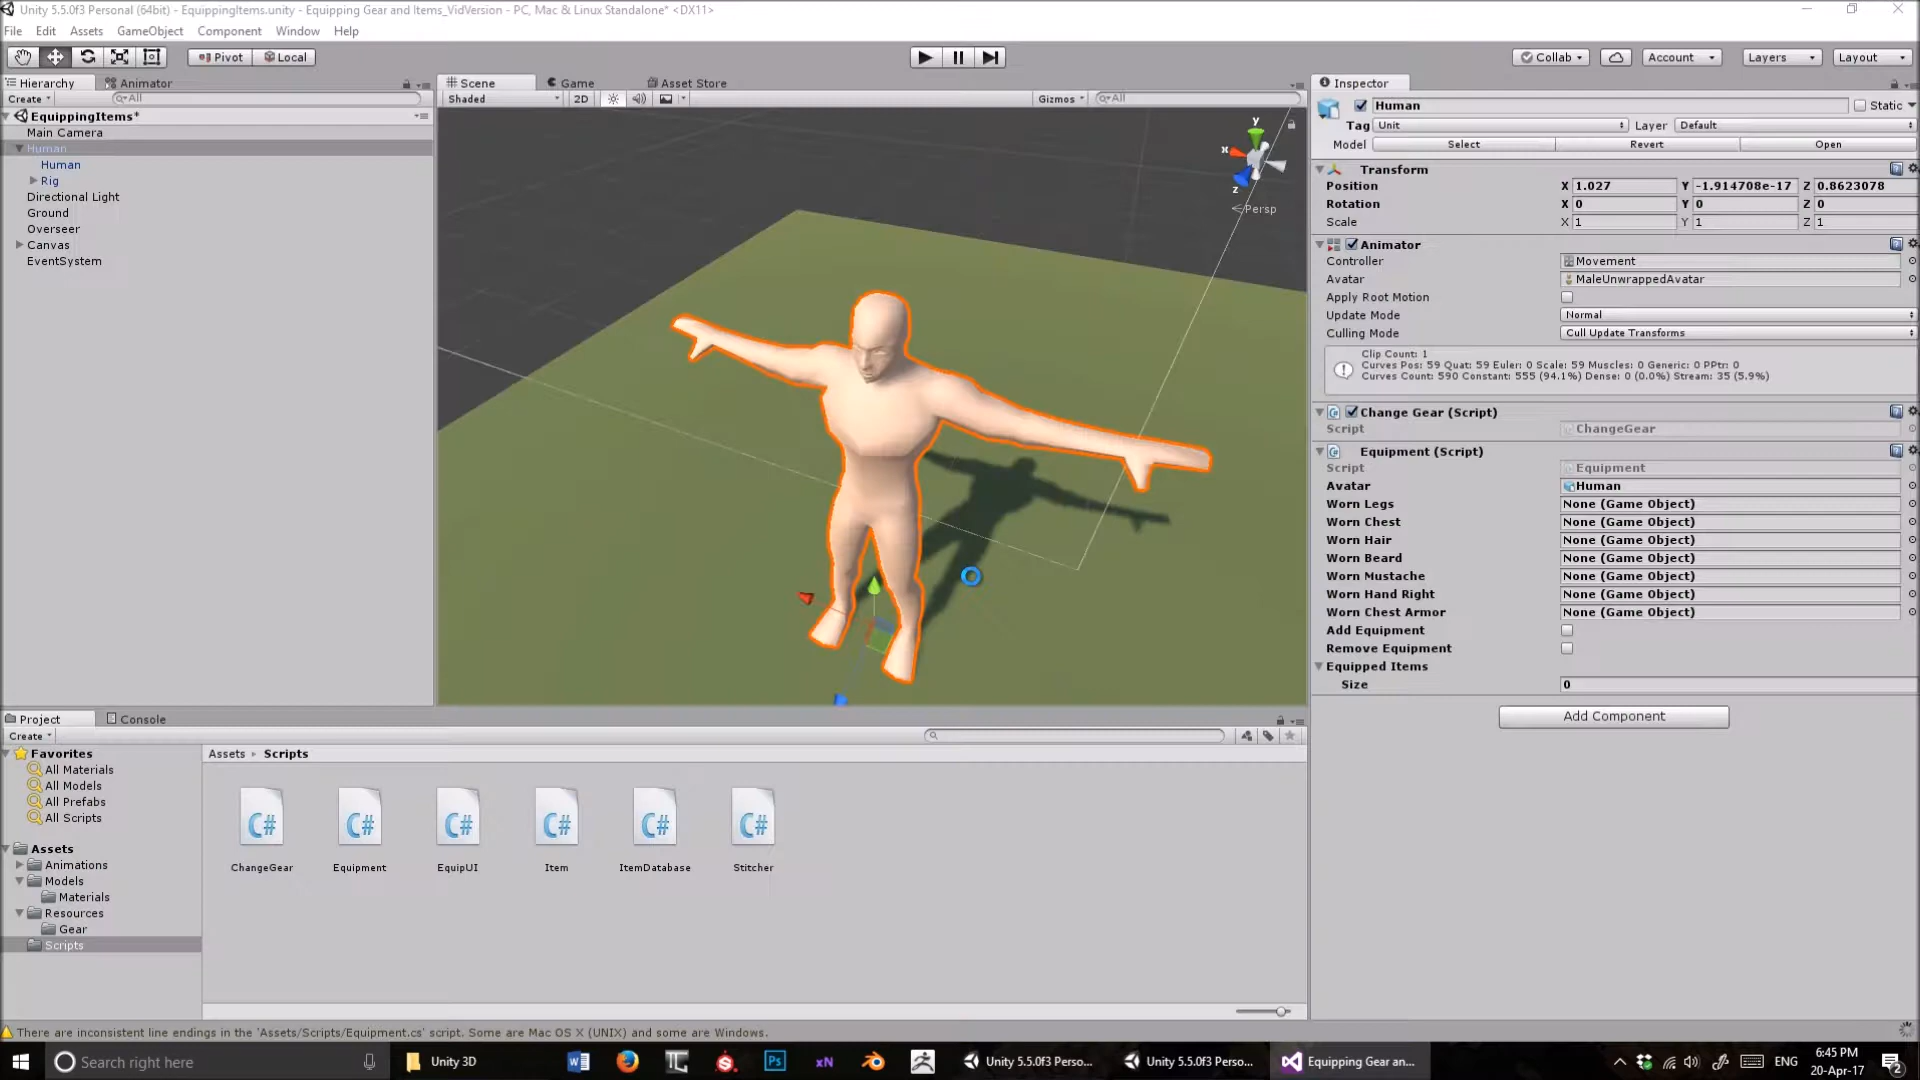 Unity 5.5.0f3 Personal (64bit) - EquippingItems.unity - Equipping Gear and Items_VidVersion - PC, Mac & Linux Standalone* <DX11>
File Edit Assets GameObject Component Window Help
Pivot Local Collab Account Layers Layout
Hierarchy Animator
Create All
EquippingItems*
Main Camera
Human
Human
Rig
Directional Light
Ground
Overseer
Canvas
EventSystem
Scene Game Asset Store
Shaded 2D Gizmos All
y
x
z
Persp
Inspector
Human Static
Tag Unit Layer Default
Model Select Revert Open
Transform
Position X 1.027 Y -1.914708e-17 Z 0.8623078
Rotation X 0 Y 0 Z 0
Scale X 1 Y 1 Z 1
Animator
Controller Movement
Avatar MaleUnwrappedAvatar
Apply Root Motion
Update Mode Normal
Culling Mode Cull Update Transforms
Clip Count: 1
Curves Pos: 59 Quat: 59 Euler: 0 Scale: 59 Muscles: 0 Generic: 0 PPtr: 0
Curves Count: 590 Constant: 555 (94.1%) Dense: 0 (0.0%) Stream: 35 (5.9%)
Change Gear (Script)
Script ChangeGear
Equipment (Script)
Script Equipment
Avatar Human
Worn Legs None (Game Object)
Worn Chest None (Game Object)
Worn Hair None (Game Object)
Worn Beard None (Game Object)
Worn Mustache None (Game Object)
Worn Hand Right None (Game Object)
Worn Chest Armor None (Game Object)
Add Equipment
Remove Equipment
Equipped Items
Size 0
Add Component
Project Console
Create
Favorites
All Materials
All Models
All Prefabs
All Scripts
Assets
Animations
Models
Materials
Resources
Gear
Scripts
Assets Scripts
C# C# C# C# C# C#
ChangeGear Equipment EquipUI Item ItemDatabase Stitcher
There are inconsistent line endings in the 'Assets/Scripts/Equipment.cs' script. Some are Mac OS X (UNIX) and some are Windows.
Search right here Unity 3D Ps xN Unity 5.5.0f3 Perso... Unity 5.5.0f3 Perso... Equipping Gear an... ENG 6:45 PM
20-Apr-17 2